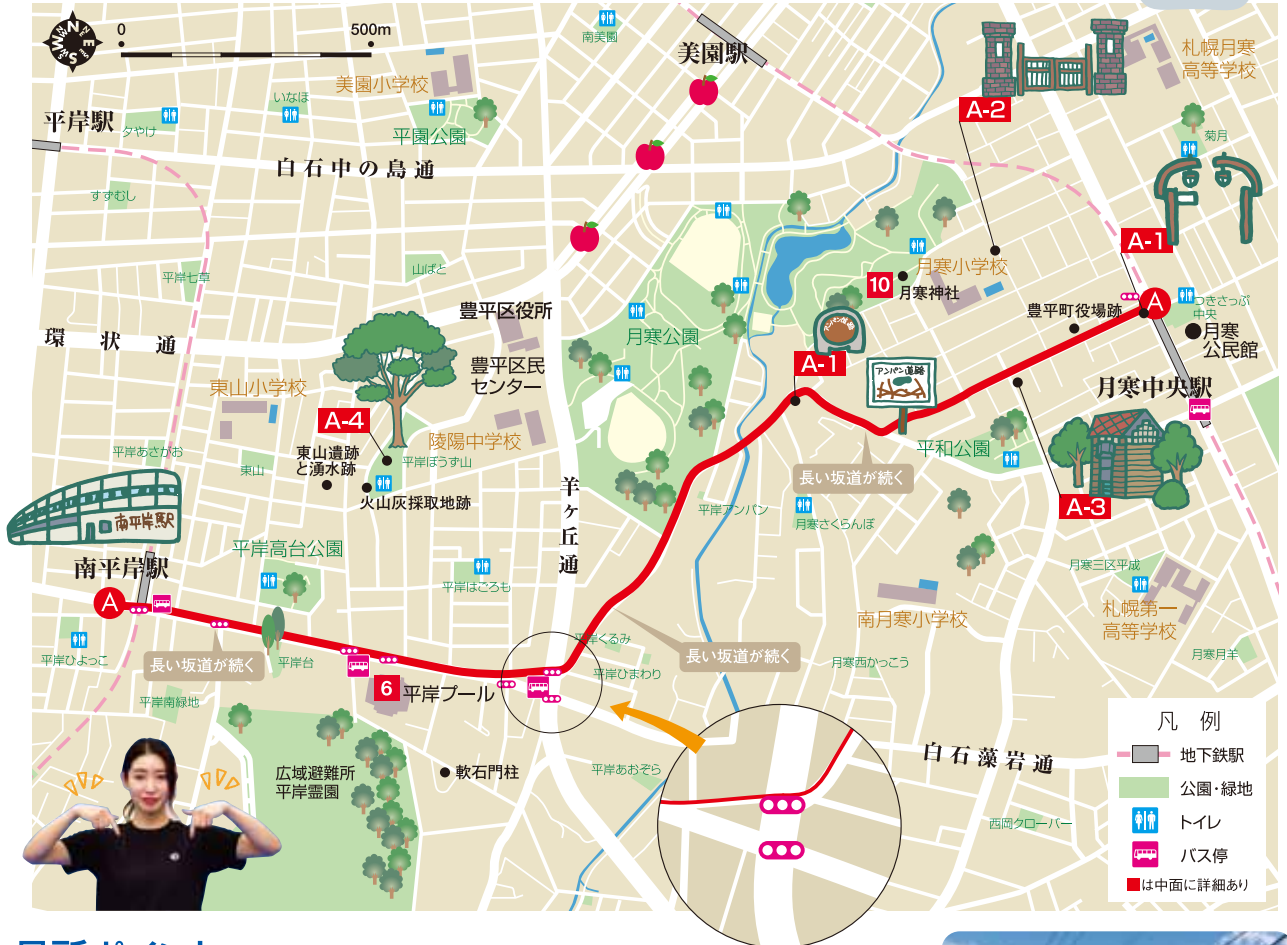 N
E
S
W
0
500m
南美園
美園駅
札幌月寒
高等学校
美園小学校
いなほ
平岸駅
夕やけ
平園公園
A-2
菊月
白石中の島通
すずむし
A-1
月寒小学校
山ばと
平岸七草
10
月寒神社
つきさっぷ
中央
A
豊平区役所
豊平町役場跡
月寒
公民館
環状通
月寒公園
アンパン道路
豊平区民
センター
A-1
アンパン道路
月寒中央駅
東山小学校
A-4
陵陽中学校
平和公園
平岸あさがお
東山遺跡
と湧水跡
東山
平岸ぼうず山
長い坂道が続く
火山灰採取地跡
羊ヶ丘通
平岸アンパン
月寒さくらんぼ
A-3
南平岸駅
平岸高台公園
南平岸駅
平岸はごろも
月寒三区平成
A
南月寒小学校
札幌第一
高等学校
平岸ひよっこ
長い坂道が続く
平岸台
平岸くるみ
長い坂道が続く
月寒西かっこう
月寒月羊
平岸ひまわり
6
平岸プール
平岸南緑地
白石藻岩通
広域避難所
平岸霊園
軟石門柱
平岸あおぞら
西岡クローバー
凡例
地下鉄駅
公園・緑地
トイレ
バス停
■は中面に詳細あり